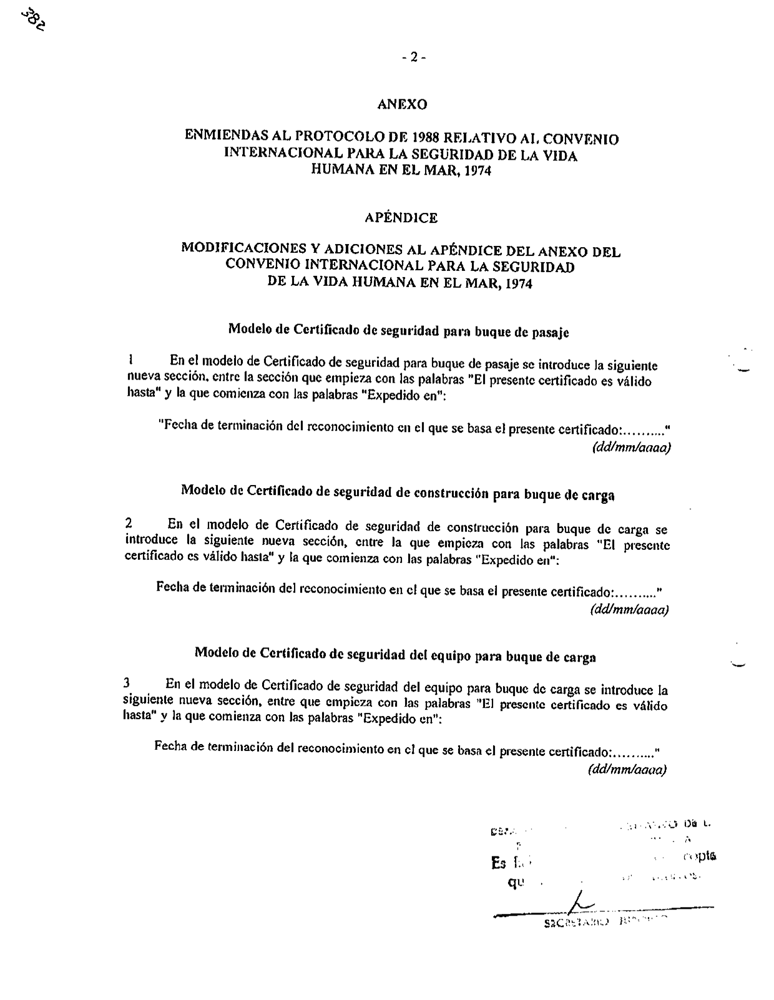 382
- 2 -
ANEXO
ENMIENDAS AL PROTOCOLO DE 1988 RELATIVO AL CONVENIO
INTERNACIONAL PARA LA SEGURIDAD DE LA VIDA
HUMANA EN EL MAR, 1974
APÉNDICE
MODIFICACIONES Y ADICIONES AL APÉNDICE DEL ANEXO DEL
CONVENIO INTERNACIONAL PARA LA SEGURIDAD
DE LA VIDA HUMANA EN EL MAR, 1974
Modelo de Certificado de seguridad para buque de pasaje
1 En el modelo de Certificado de seguridad para buque de pasaje se introduce la siguiente
nueva sección, entre la sección que empieza con las palabras "El presente certificado es válido
hasta" y la que comienza con las palabras "Expedido en":
"Fecha de terminación del reconocimiento en el que se basa el presente certificado:.........."
(dd/mm/aaaa)
Modelo de Certificado de seguridad de construcción para buque de carga
2 En el modelo de Certificado de seguridad de construcción para buque de carga se
introduce la siguiente nueva sección, entre la que empieza con las palabras "El presente
certificado es válido hasta" y la que comienza con las palabras "Expedido en":
Fecha de terminación del reconocimiento en el que se basa el presente certificado:.........."
(dd/mm/aaaa)
Modelo de Certificado de seguridad del equipo para buque de carga
3 En el modelo de Certificado de seguridad del equipo para buque de carga se introduce la
siguiente nueva sección, entre que empieza con las palabras "El presente certificado es válido
hasta" y la que comienza con las palabras "Expedido en":
Fecha de terminación del reconocimiento en el que se basa el presente certificado:.........."
(dd/mm/aaaa)
Es copia
SECRETARIO